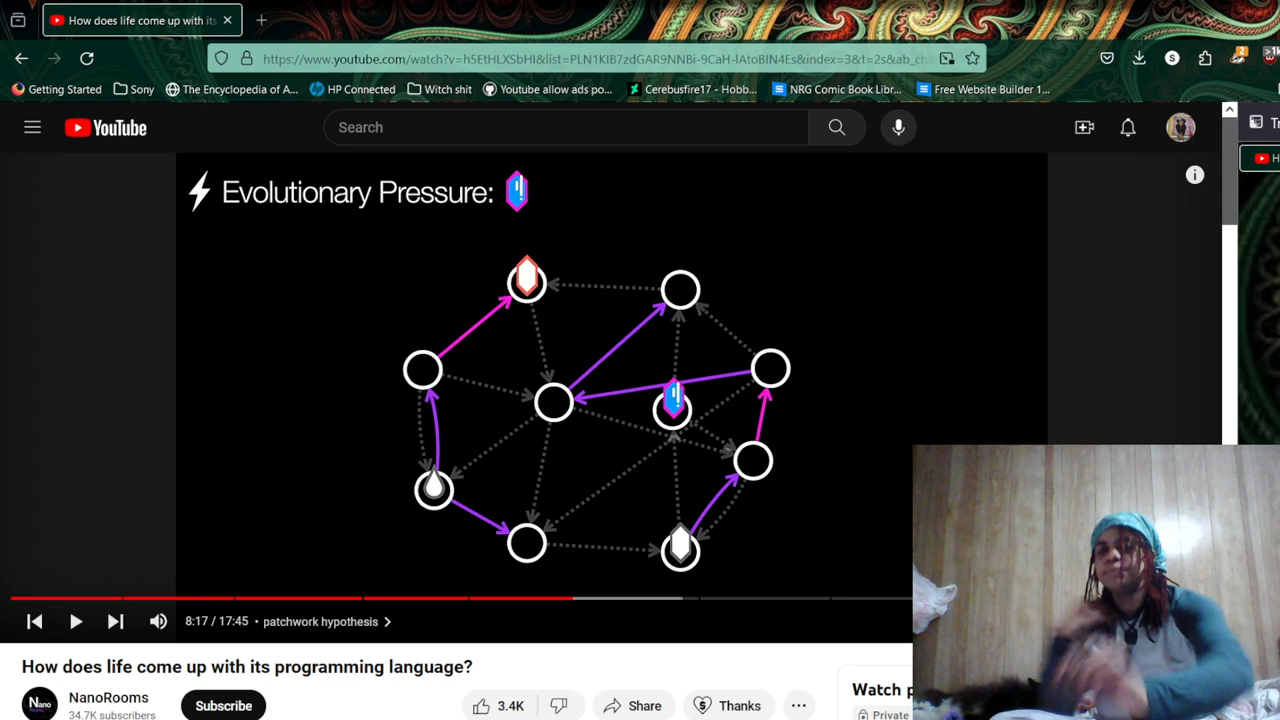 How does life come up with its
https://www.youtube.com/watch?v=h5EtHLXSbHI&list=PLN1KIB7zdGAR9NNBi-9CaH-lAtoBIN4Es&index=3&t=2s&ab_ch
S
2
>1k
Getting Started
Sony
The Encyclopedia of A...
HP Connected
Witch shit
Youtube allow ads po...
Cerebusfire17 - Hobb...
NRG Comic Book Libr...
Free Website Builder 1...
YouTube
Search
⚡ Evolutionary Pressure:
8:17 / 17:45 • patchwork hypothesis
How does life come up with its programming language?
Nano
NanoRooms
34.7K subscribers
Subscribe
3.4K
Share
Thanks
Watch p
Private